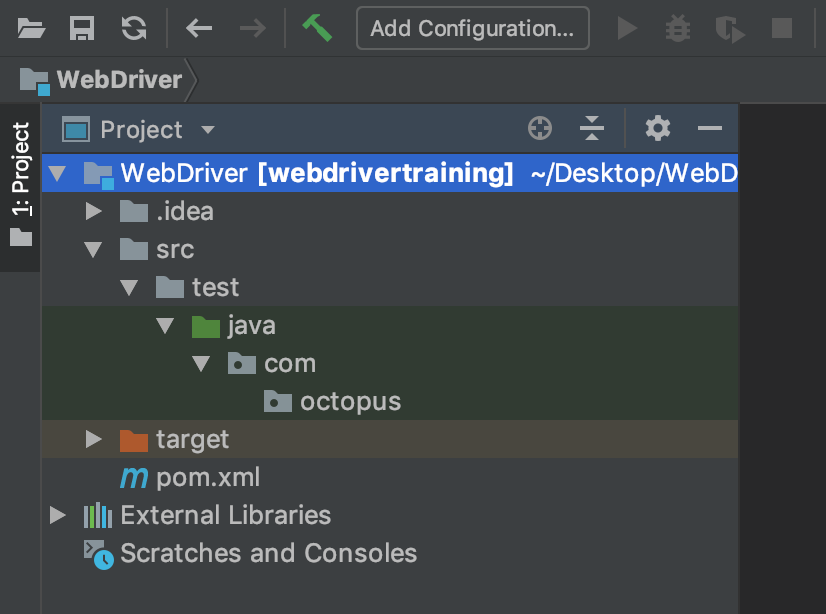 Add Configuration...
WebDriver
1: Project
Project
WebDriver [webdrivertraining] ~/Desktop/WebD
.idea
src
test
java
com
octopus
target
m pom.xml
External Libraries
Scratches and Consoles